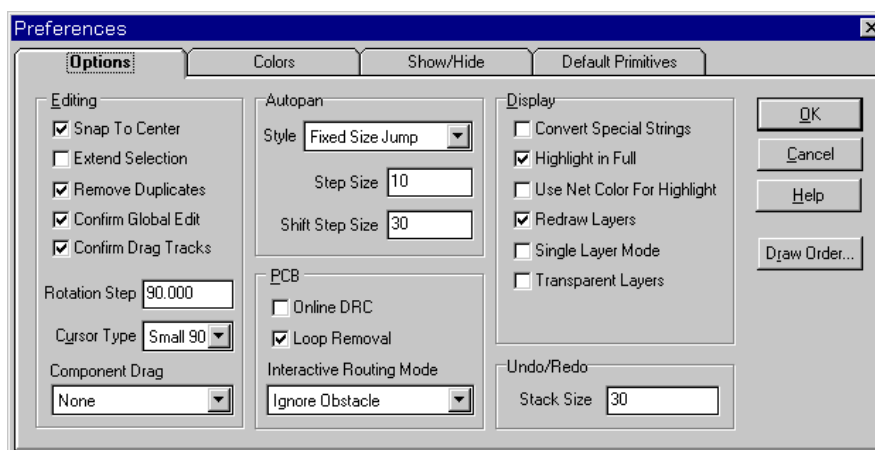 Preferences
Options
Colors
Show/Hide
Default Primitives
Editing
Snap To Center
Extend Selection
Remove Duplicates
Confirm Global Edit
Confirm Drag Tracks
Rotation Step 90.000
Cursor Type Small 90
Component Drag
None
Autopan
Style Fixed Size Jump
Step Size 10
Shift Step Size 30
PCB
Online DRC
Loop Removal
Interactive Routing Mode
Ignore Obstacle
Display
Convert Special Strings
Highlight in Full
Use Net Color For Highlight
Redraw Layers
Single Layer Mode
Transparent Layers
Undo/Redo
Stack Size 30
OK
Cancel
Help
Draw Order...